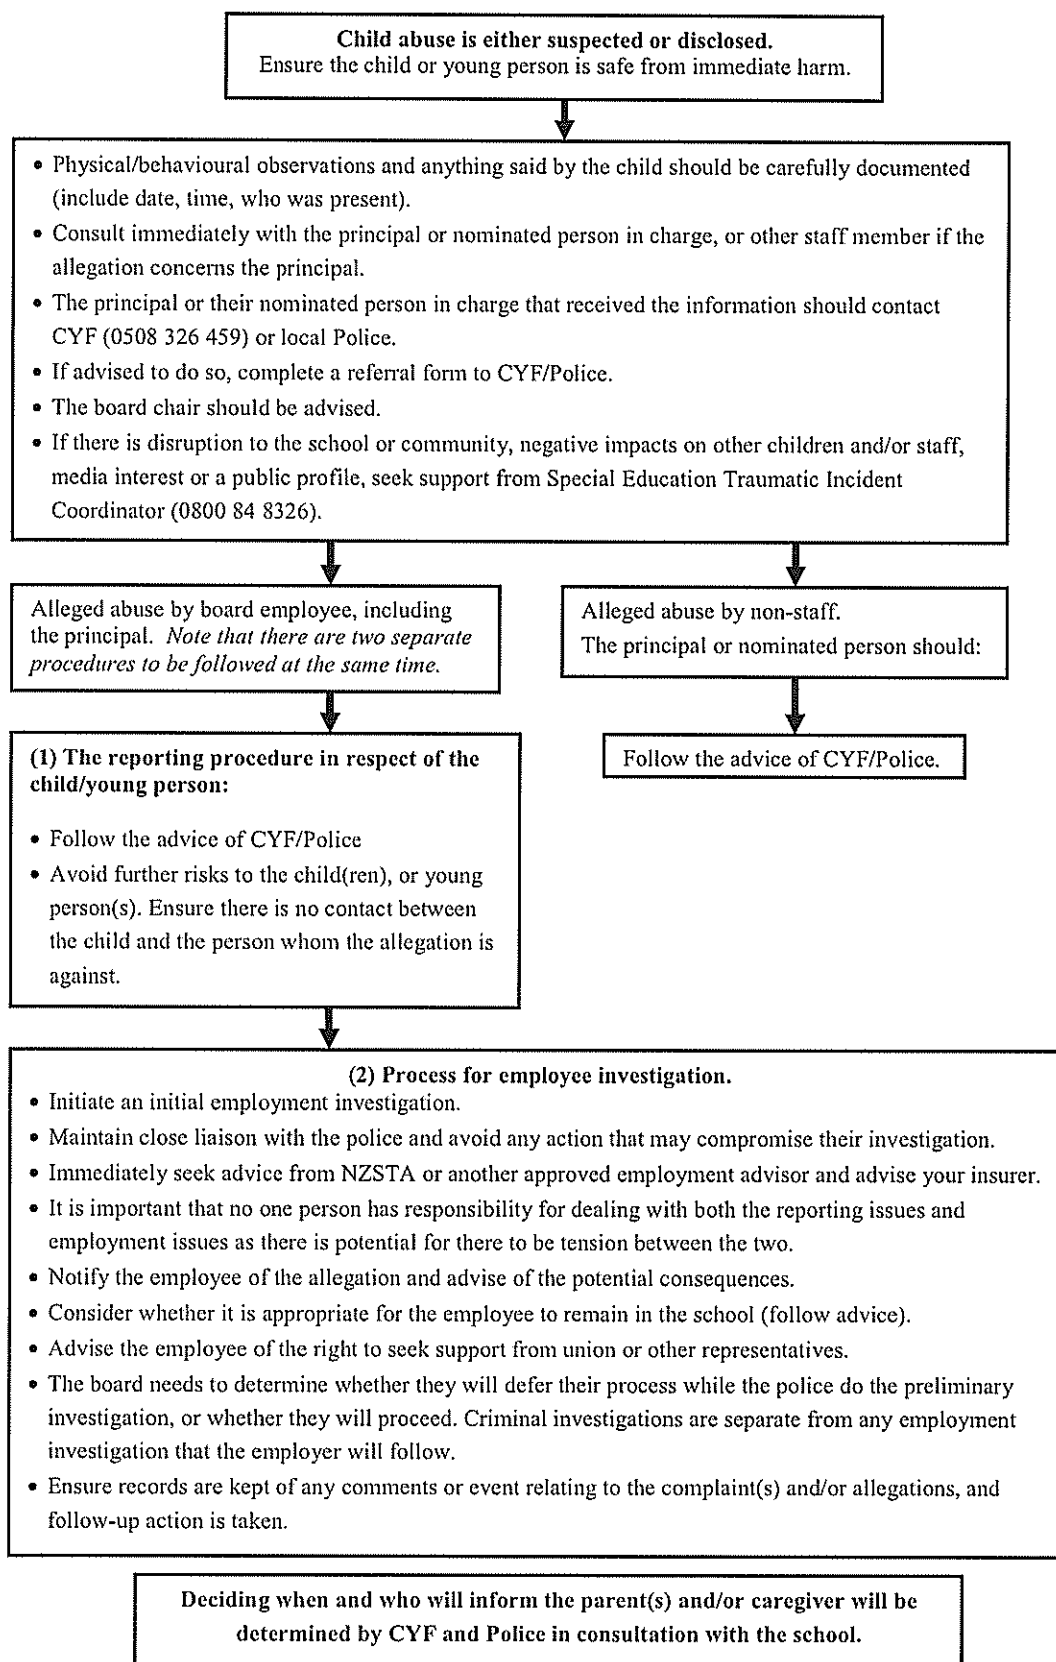 Child abuse is either suspected or disclosed.
Ensure the child or young person is safe from immediate harm.
• Physical/behavioural observations and anything said by the child should be carefully documented
(include date, time, who was present).
• Consult immediately with the principal or nominated person in charge, or other staff member if the
allegation concerns the principal.
• The principal or their nominated person in charge that received the information should contact
CYF (0508 326 459) or local Police.
• If advised to do so, complete a referral form to CYF/Police.
• The board chair should be advised.
• If there is disruption to the school or community, negative impacts on other children and/or staff,
media interest or a public profile, seek support from Special Education Traumatic Incident
Coordinator (0800 84 8326).
Alleged abuse by board employee, including
the principal. Note that there are two separate
procedures to be followed at the same time.
Alleged abuse by non-staff.
The principal or nominated person should:
(1) The reporting procedure in respect of the
child/young person:
• Follow the advice of CYF/Police
• Avoid further risks to the child(ren), or young
person(s). Ensure there is no contact between
the child and the person whom the allegation is
against.
Follow the advice of CYF/Police.
(2) Process for employee investigation.
• Initiate an initial employment investigation.
• Maintain close liaison with the police and avoid any action that may compromise their investigation.
• Immediately seek advice from NZSTA or another approved employment advisor and advise your insurer.
• It is important that no one person has responsibility for dealing with both the reporting issues and
employment issues as there is potential for there to be tension between the two.
• Notify the employee of the allegation and advise of the potential consequences.
• Consider whether it is appropriate for the employee to remain in the school (follow advice).
• Advise the employee of the right to seek support from union or other representatives.
• The board needs to determine whether they will defer their process while the police do the preliminary
investigation, or whether they will proceed. Criminal investigations are separate from any employment
investigation that the employer will follow.
• Ensure records are kept of any comments or event relating to the complaint(s) and/or allegations, and
follow-up action is taken.
Deciding when and who will inform the parent(s) and/or caregiver will be
determined by CYF and Police in consultation with the school.